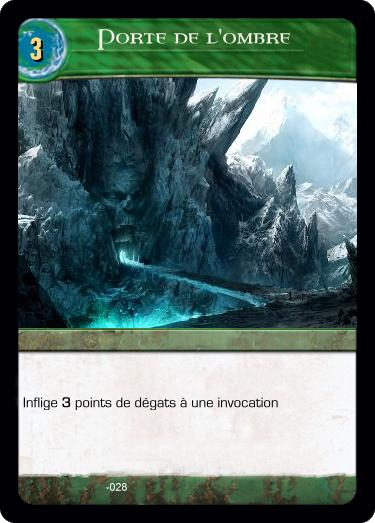 3
Porte de l'ombre
Inflige 3 points de dégats à une invocation
-028